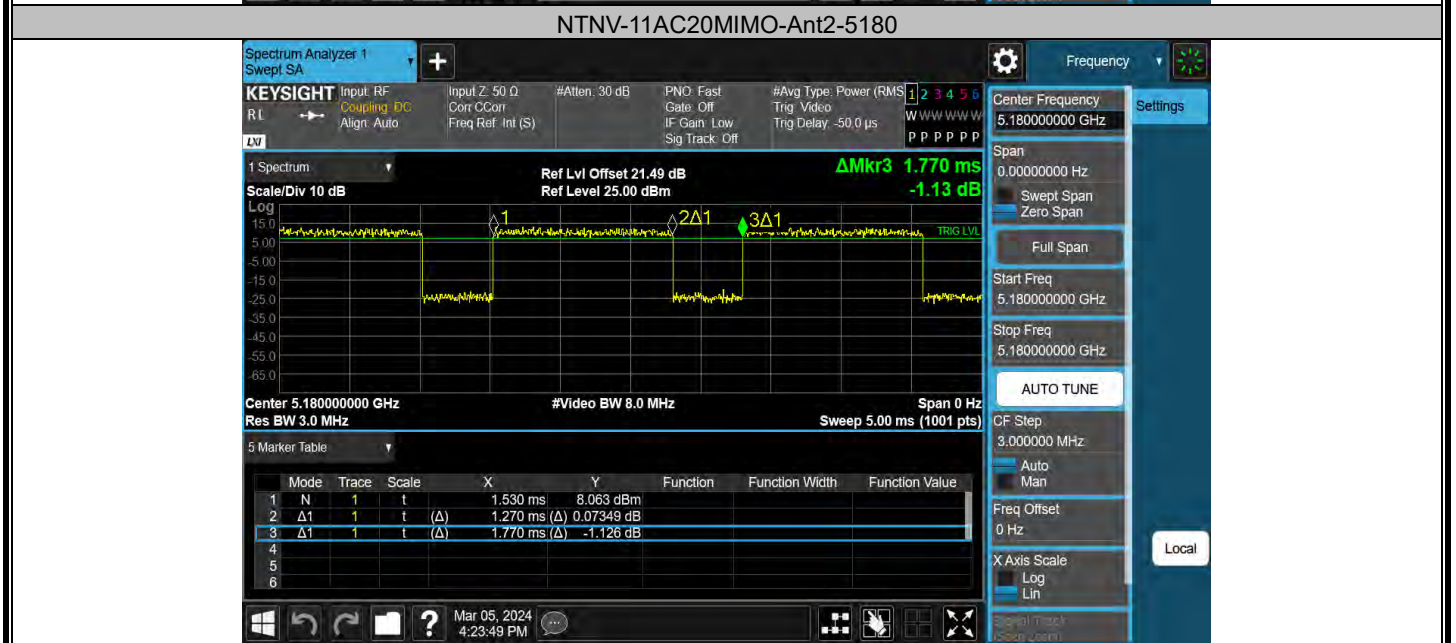 NTNV-11AC20MIMO-Ant2-5180
Spectrum Analyzer 1
Swept SA
+
Frequency
KEYSIGHT Input: RF Input Z: 50 Ω #Atten: 30 dB PNO: Fast #Avg Type: Power (RMS 1 2 3 4 5 6
RL Coupling: DC Corr CCorr Gate: Off Trig: Video W W W W W W
Align: Auto Freq Ref: Int (S) IF Gain: Low Trig Delay: -50.0 µs
LXI Sig Track: Off P P P P P P
Center Frequency
5.180000000 GHz
Settings
1 Spectrum
Ref Lvl Offset 21.49 dB ΔMkr3 1.770 ms
Scale/Div 10 dB Ref Level 25.00 dBm -1.13 dB
Span
0.00000000 Hz
Swept Span
Zero Span
Log
15.0
5.00
-5.00
-15.0
-25.0
-35.0
-45.0
-55.0
-65.0
1 2Δ1 3Δ1
TRIG LVL
Full Span
Start Freq
5.180000000 GHz
Stop Freq
5.180000000 GHz
AUTO TUNE
Center 5.180000000 GHz #Video BW 8.0 MHz Span 0 Hz
Res BW 3.0 MHz Sweep 5.00 ms (1001 pts)
CF Step
3.000000 MHz
Auto
Man
5 Marker Table
Mode Trace Scale X Y Function Function Width Function Value
1 N 1 t 1.530 ms 8.063 dBm
2 Δ1 1 t (Δ) 1.270 ms (Δ) 0.07349 dB
3 Δ1 1 t (Δ) 1.770 ms (Δ) -1.126 dB
4
5
6
Freq Offset
0 Hz
Local
X Axis Scale
Log
Lin
Signal Track
? Mar 05, 2024
4:23:49 PM